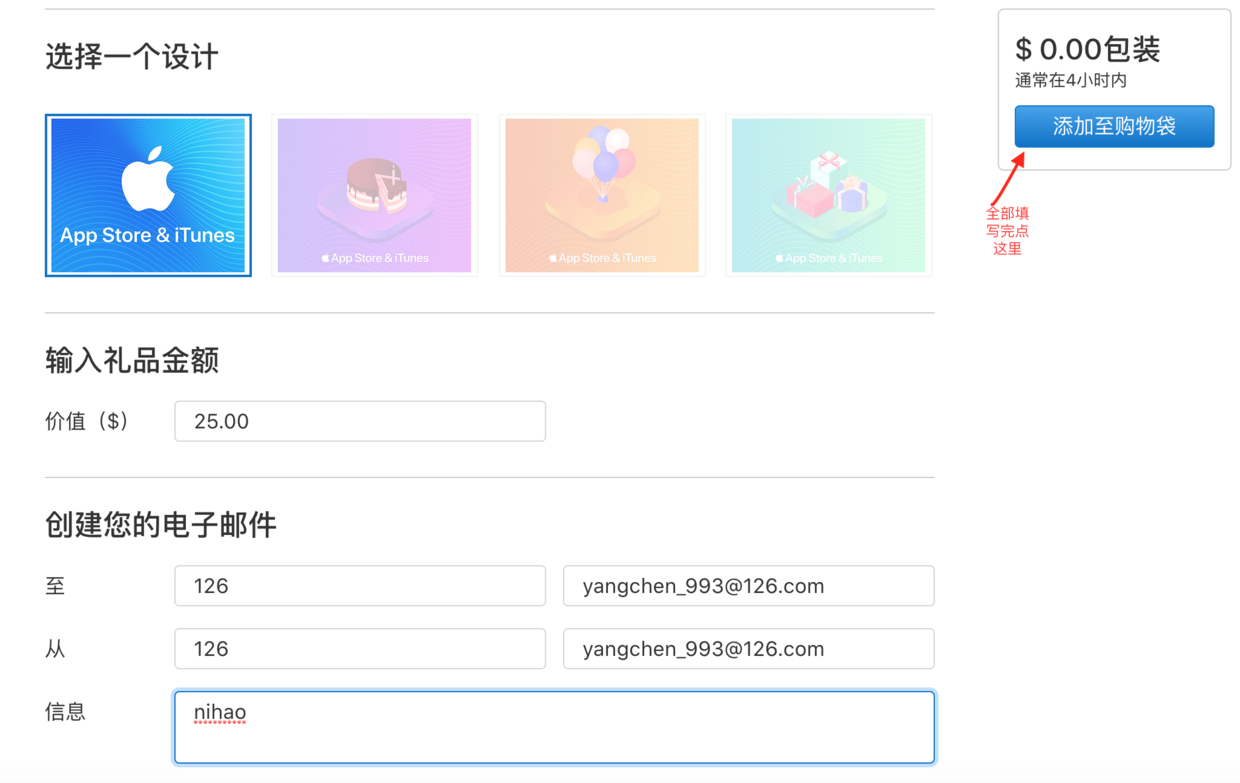 选择一个设计
App Store & iTunes
App Store & iTunes
App Store & iTunes
App Store & iTunes
输入礼品金额
价值（$）
25.00
创建您的电子邮件
至
126
yangchen_993@126.com
从
126
yangchen_993@126.com
信息
nihao
$ 0.00包装
通常在4小时内
添加至购物袋
全部填
写完点
这里